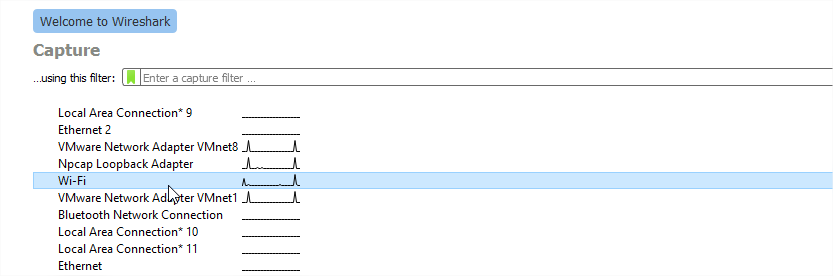 Welcome to Wireshark
Capture
...using this filter: Enter a capture filter ...
Local Area Connection* 9
Ethernet 2
VMware Network Adapter VMnet8
Npcap Loopback Adapter
Wi-Fi
VMware Network Adapter VMnet1
Bluetooth Network Connection
Local Area Connection* 10
Local Area Connection* 11
Ethernet